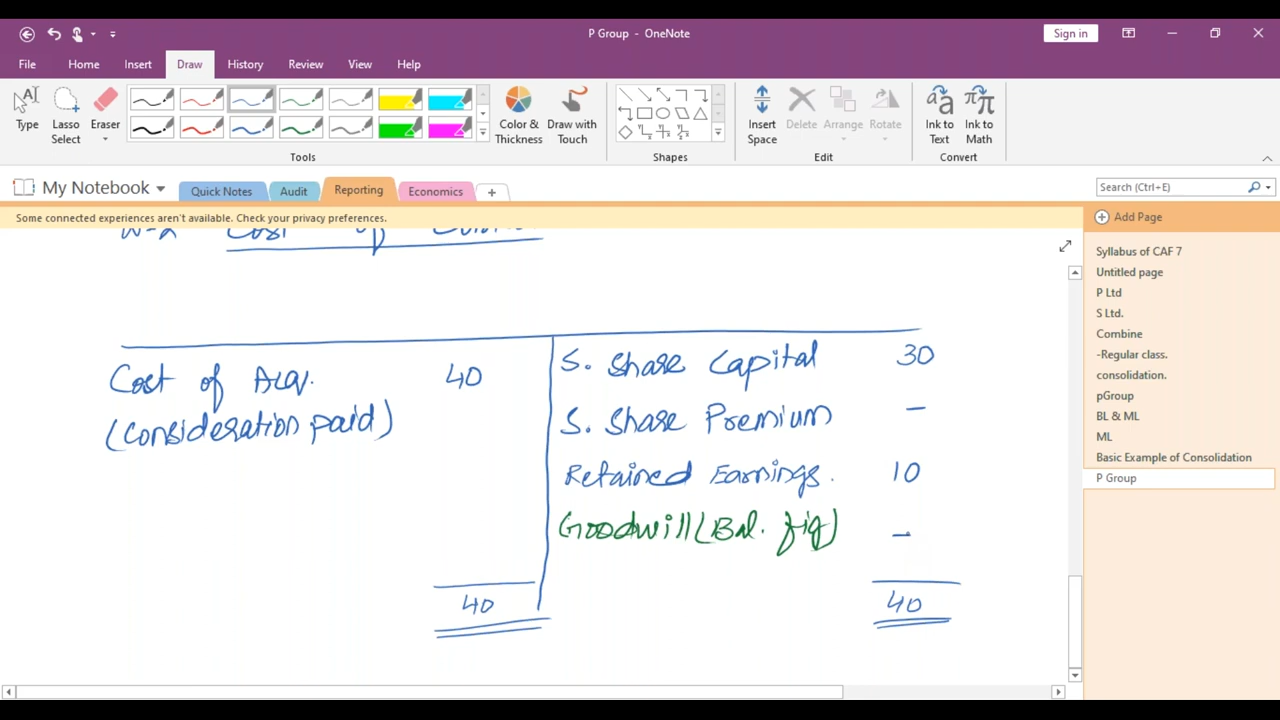 P Group - OneNote
Sign in
File Home Insert Draw History Review View Help
Type
Lasso Select
Eraser
Color & Thickness
Draw with Touch
Insert Space
Delete
Arrange
Rotate
Ink to Text
Ink to Math
Tools
Shapes
Edit
Convert
My Notebook
Quick Notes
Audit
Reporting
Economics
Search (Ctrl+E)
Some connected experiences aren't available. Check your privacy preferences.
Add Page
Syllabus of CAF 7
Untitled page
P Ltd
S Ltd.
Combine
-Regular class.
consolidation.
pGroup
BL & ML
ML
Basic Example of Consolidation
P Group
W-2 Cost of
Cost of Acq. 40
(Consideration paid)
40
S. Share Capital 30
S. Share Premium -
Retained Earnings. 10
Goodwill (Bal. fig) -
40